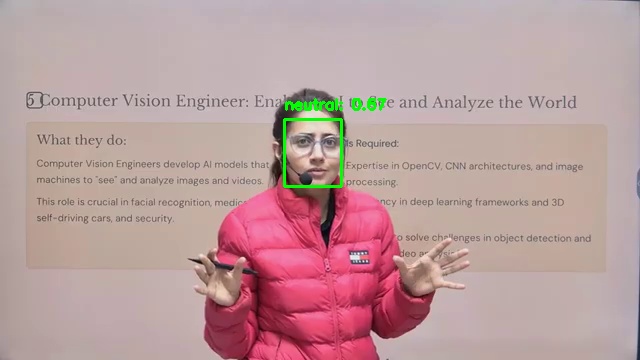 5 Computer Vision Engineer: See and Analyze the World
neutral: 0.67
What they do:
Required:
Computer Vision Engineers develop AI models that
Expertise in OpenCV, CNN architectures, and image
machines to "see" and analyze images and videos.
processing.
This role is crucial in facial recognition,
in deep learning frameworks and 3D
self-driving cars, and security.
to solve challenges in object detection and
TOMMY
JEANS